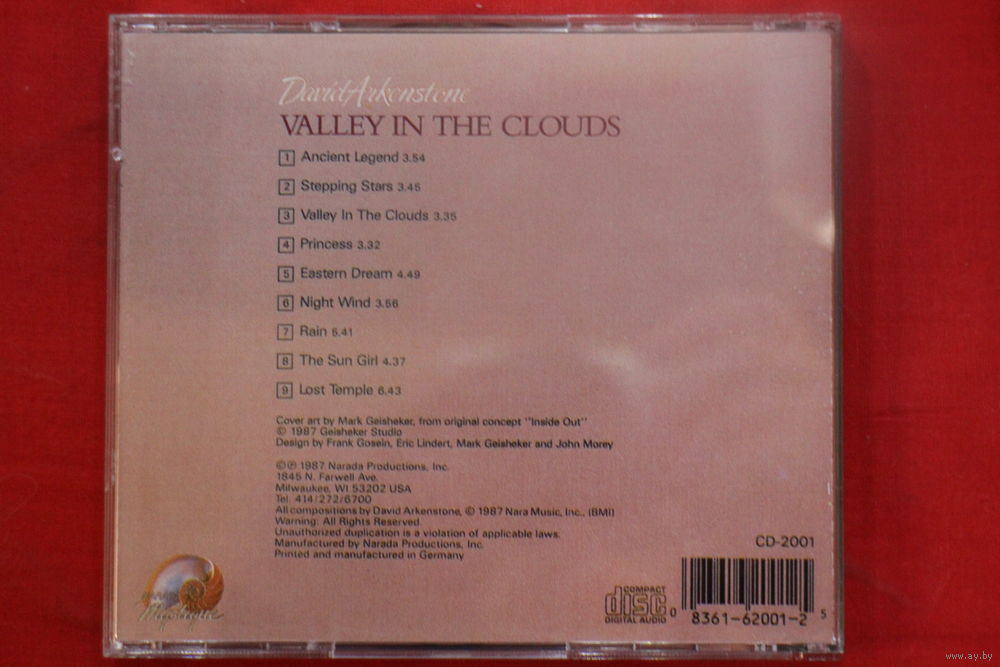 David Arkenstone
VALLEY IN THE CLOUDS
1 Ancient Legend 3.54
2 Stepping Stars 3.45
3 Valley In The Clouds 3.35
4 Princess 3.32
5 Eastern Dream 4.49
6 Night Wind 3.56
7 Rain 5.41
8 The Sun Girl 4.37
9 Lost Temple 6.43
Cover art by Mark Geisheker, from original concept "Inside Out"
© 1987 Geisheker Studio
Design by Frank Gosein, Eric Lindert, Mark Geisheker and John Morey
©℗ 1987 Narada Productions, Inc.
1845 N. Farwell Ave.
Milwaukee, WI 53202 USA
Tel. 414/272/6700
All compositions by David Arkenstone, © 1987 Nara Music, Inc., (BMI)
Warning: All Rights Reserved.
Unauthorized duplication is a violation of applicable laws.
Manufactured by Narada Productions, Inc.
Printed and manufactured in Germany
CD-2001
Mystique
COMPACT
disc
DIGITAL AUDIO
0 8361-62001-2 5
www.ay.by